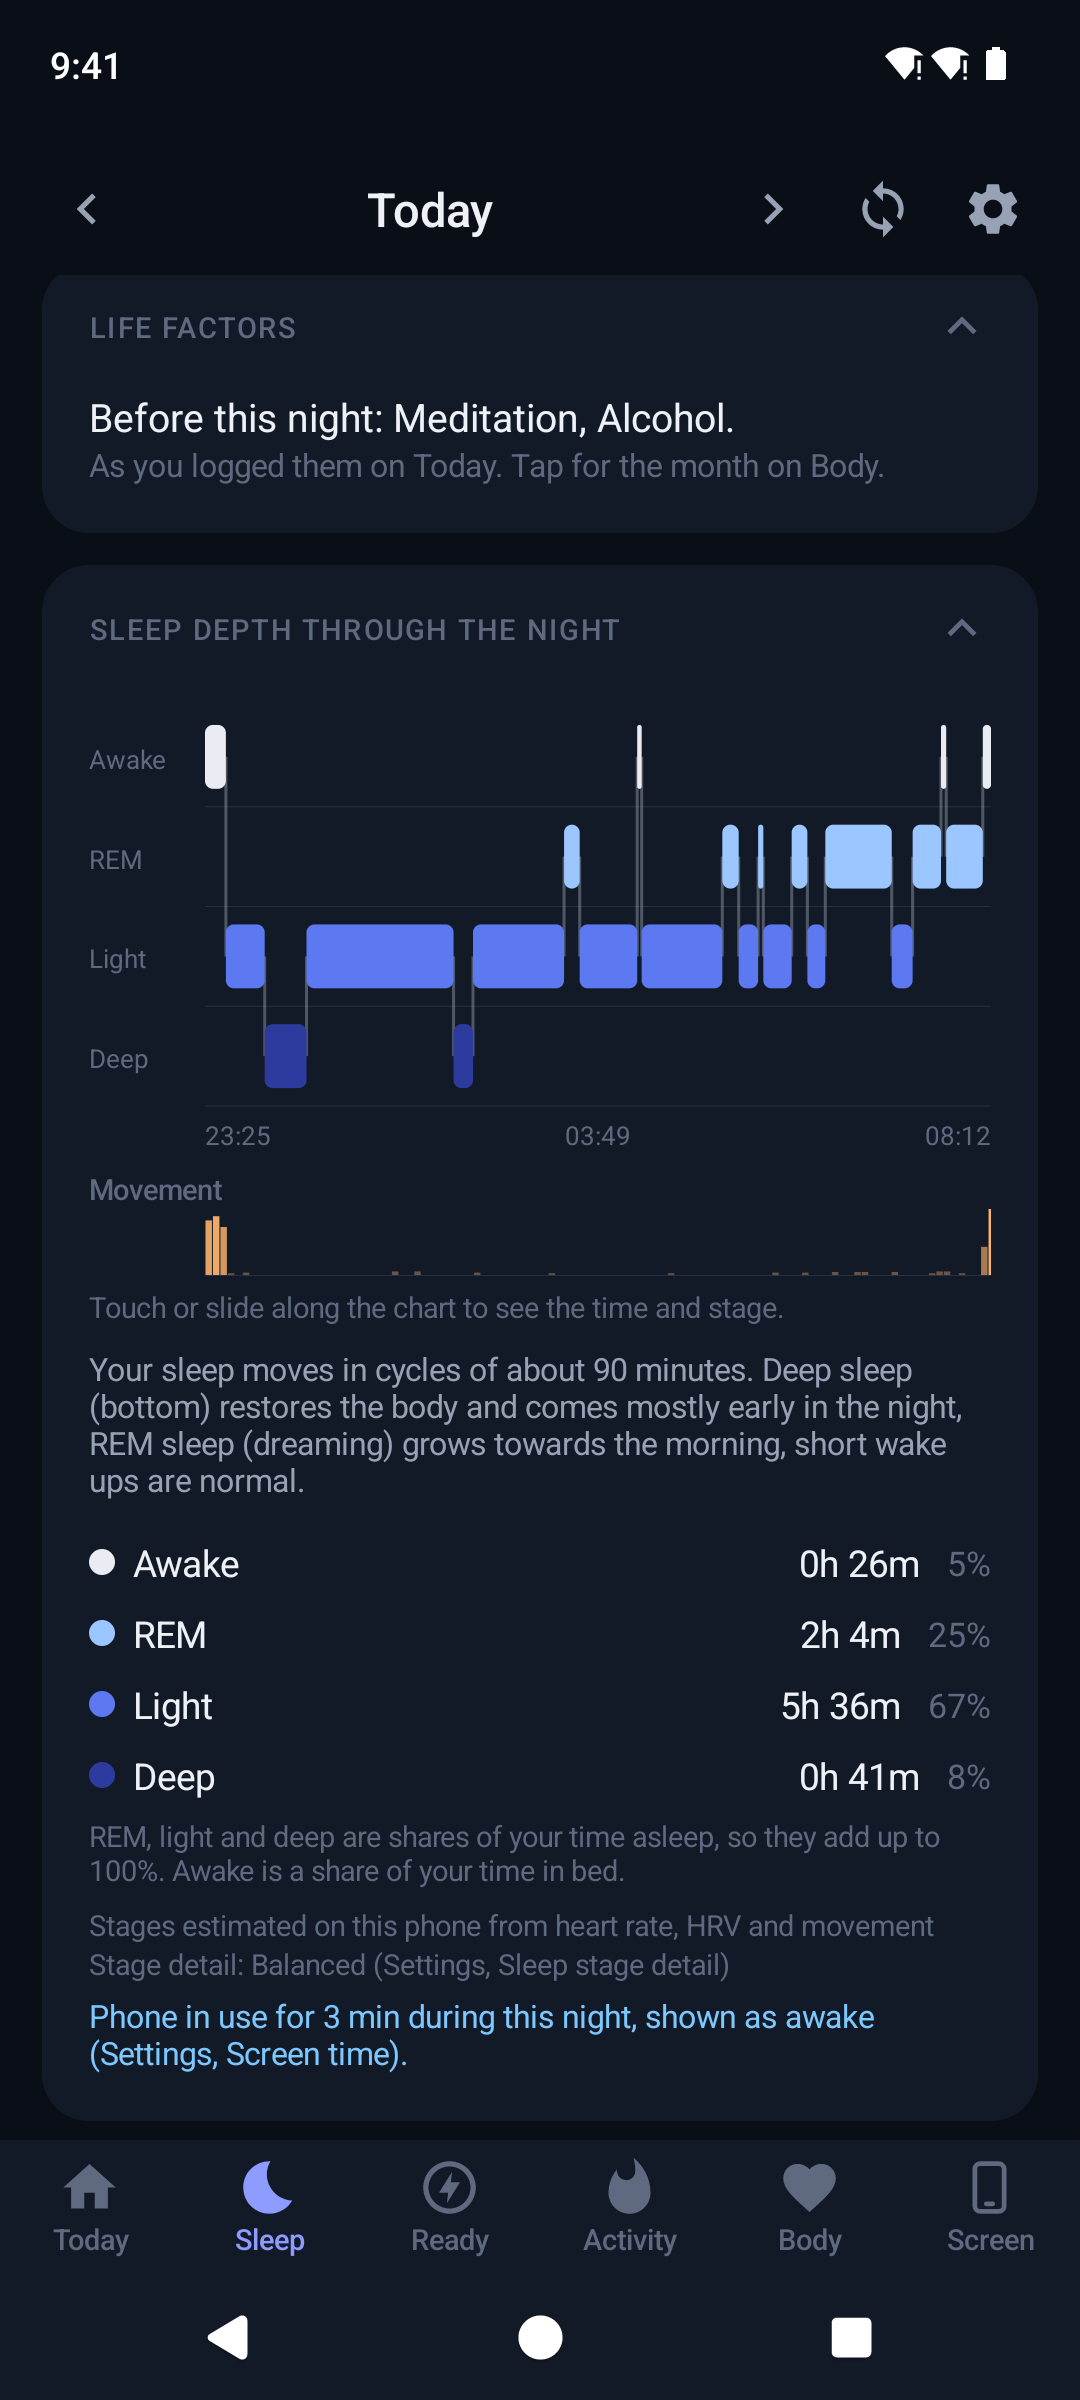 9:41
Today
LIFE FACTORS
Before this night: Meditation, Alcohol.
As you logged them on Today. Tap for the month on Body.
SLEEP DEPTH THROUGH THE NIGHT
Awake
REM
Light
Deep
23:25 03:49 08:12
Movement
Touch or slide along the chart to see the time and stage.
Your sleep moves in cycles of about 90 minutes. Deep sleep
(bottom) restores the body and comes mostly early in the night,
REM sleep (dreaming) grows towards the morning, short wake
ups are normal.
Awake 0h 26m 5%
REM 2h 4m 25%
Light 5h 36m 67%
Deep 0h 41m 8%
REM, light and deep are shares of your time asleep, so they add up to
100%. Awake is a share of your time in bed.
Stages estimated on this phone from heart rate, HRV and movement
Stage detail: Balanced (Settings, Sleep stage detail)
Phone in use for 3 min during this night, shown as awake
(Settings, Screen time).
Today Sleep Ready Activity Body Screen